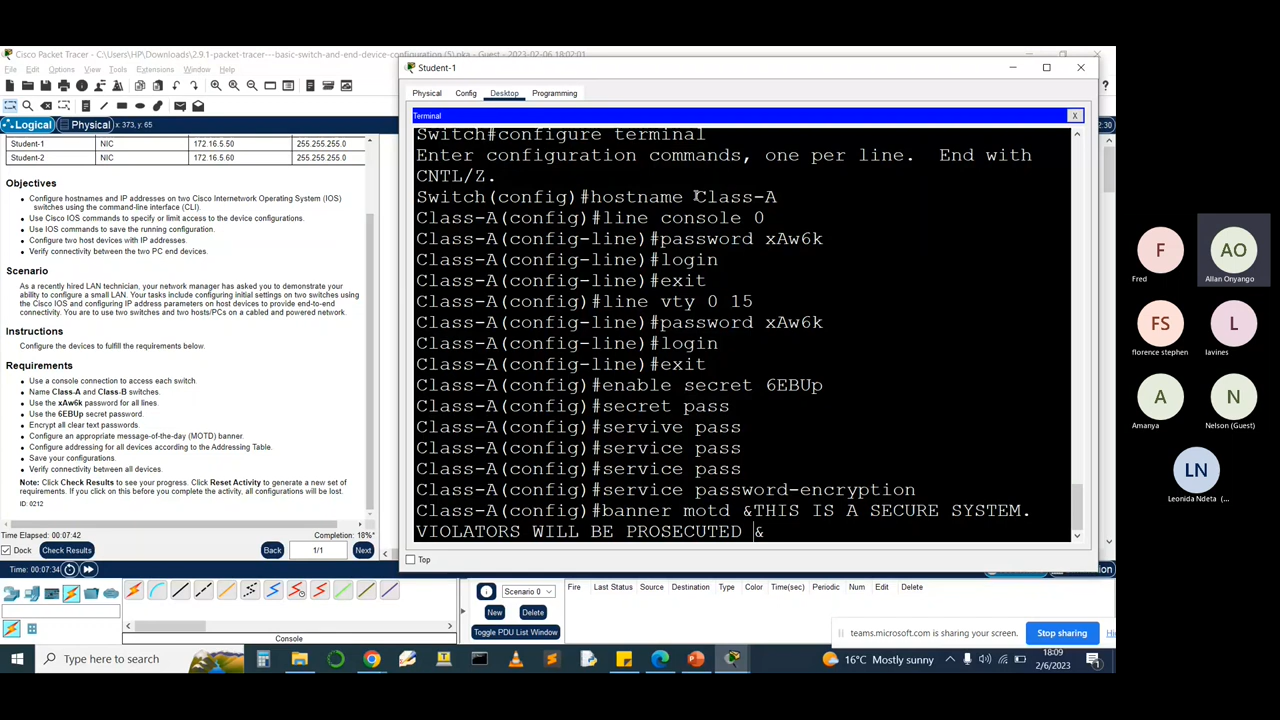 Cisco Packet Tracer - C:\Users\HP\Downloads\2.9.1-packet-tracer---basic-switch-and-end-device-configuration (5).pka - Guest - 2023-02-06 18:02:01
File Edit Options View Tools Extensions Window Help
Logical Physical x: 373, y: 65
Student-1 NIC 172.16.5.50 255.255.255.0
Student-2 NIC 172.16.5.60 255.255.255.0
Objectives
Configure hostnames and IP addresses on two Cisco Internetwork Operating System (IOS)
switches using the command-line interface (CLI).
Use Cisco IOS commands to specify or limit access to the device configurations.
Use IOS commands to save the running configuration.
Configure two host devices with IP addresses.
Verify connectivity between the two PC end devices.
Scenario
As a recently hired LAN technician, your network manager has asked you to demonstrate your
ability to configure a small LAN. Your tasks include configuring initial settings on two switches using
the Cisco IOS and configuring IP address parameters on host devices to provide end-to-end
connectivity. You are to use two switches and two hosts/PCs on a cabled and powered network.
Instructions
Configure the devices to fulfill the requirements below.
Requirements
Use a console connection to access each switch.
Name Class-A and Class-B switches.
Use the xAw6k password for all lines.
Use the 6EBUp secret password.
Encrypt all clear text passwords.
Configure an appropriate message-of-the-day (MOTD) banner.
Configure addressing for all devices according to the Addressing Table.
Save your configurations.
Verify connectivity between all devices.
Note: Click Check Results to see your progress. Click Reset Activity to generate a new set of
requirements. If you click on this before you complete the activity, all configurations will be lost.
ID: 0212
Time Elapsed: 00:07:42 Completion: 18%
Dock Check Results Back 1/1 Next
Time: 00:07:34
Student-1
Physical Config Desktop Programming
Terminal X
Switch#configure terminal
Enter configuration commands, one per line. End with
CNTL/Z.
Switch(config)#hostname Class-A
Class-A(config)#line console 0
Class-A(config-line)#password xAw6k
Class-A(config-line)#login
Class-A(config-line)#exit
Class-A(config)#line vty 0 15
Class-A(config-line)#password xAw6k
Class-A(config-line)#login
Class-A(config-line)#exit
Class-A(config)#enable secret 6EBUp
Class-A(config)#secret pass
Class-A(config)#servive pass
Class-A(config)#service pass
Class-A(config)#service pass
Class-A(config)#service password-encryption
Class-A(config)#banner motd &THIS IS A SECURE SYSTEM.
VIOLATORS WILL BE PROSECUTED &
Top
Console
Scenario 0
New Delete
Toggle PDU List Window
Fire Last Status Source Destination Type Color Time(sec) Periodic Num Edit Delete
teams.microsoft.com is sharing your screen. Stop sharing
Type here to search
16°C Mostly sunny
18:09
2/6/2023
F
Fred
AO
Allan Onyango
FS
florence stephen
L
lavines
A
Amanya
N
Nelson (Guest)
LN
Leonida Ndeta